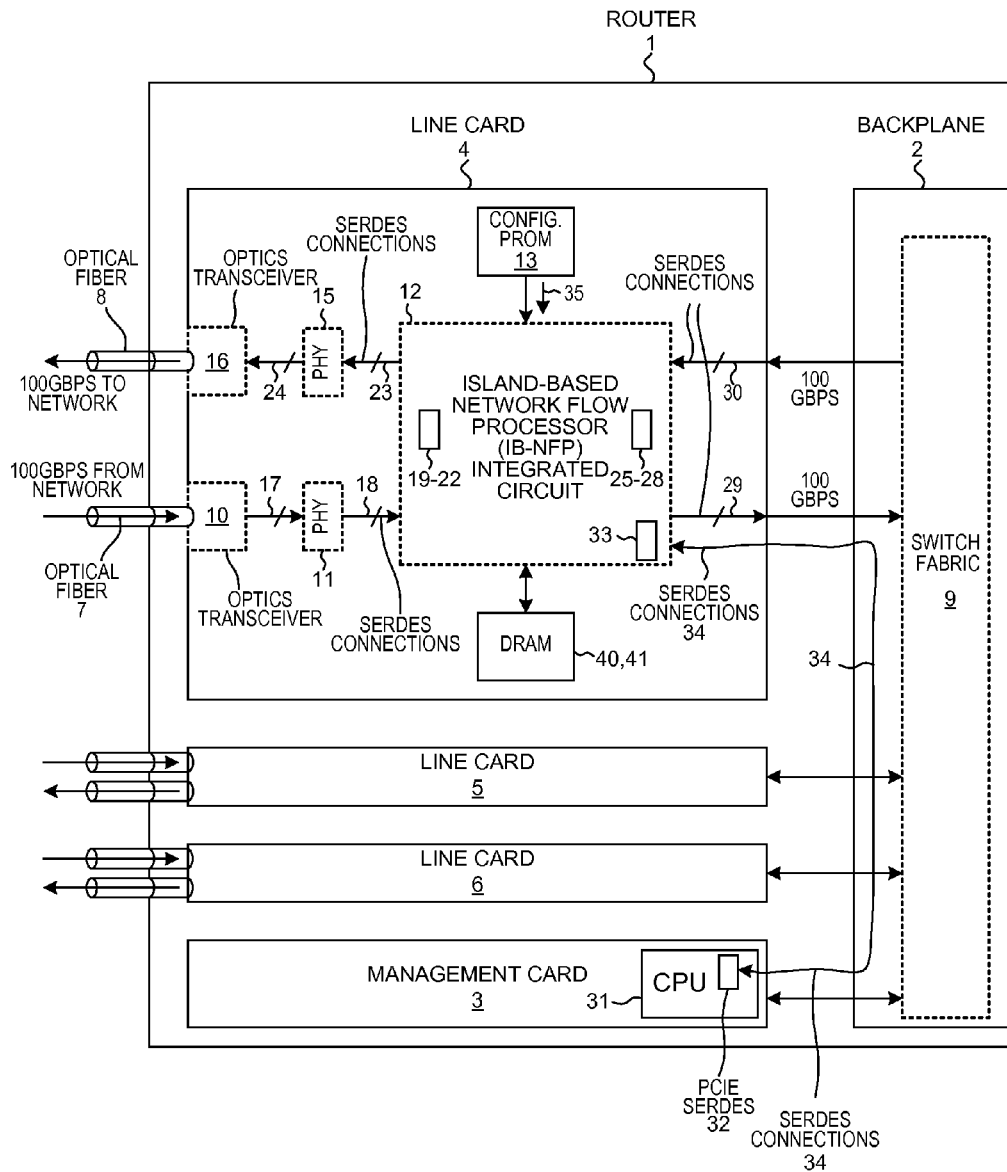 ROUTER
1
LINE CARD
4
BACKPLANE
2
OPTICAL
FIBER
8
OPTICS
TRANSCEIVER
SERDES
CONNECTIONS
CONFIG.
PROM
13
35
SERDES
CONNECTIONS
15
12
16
24
PHY
23
100GBPS TO
NETWORK
30
100
GBPS
ISLAND-BASED
NETWORK FLOW
PROCESSOR
(IB-NFP)
INTEGRATED
CIRCUIT
19-22
25-28
100GBPS FROM
NETWORK
10
17
PHY
18
11
29
100
GBPS
33
OPTICAL
FIBER
7
OPTICS
TRANSCEIVER
SERDES
CONNECTIONS
SERDES
CONNECTIONS
34
DRAM
40,41
SWITCH
FABRIC
9
34
LINE CARD
5
LINE CARD
6
MANAGEMENT CARD
3
31
CPU
PCIE
SERDES
32
SERDES
CONNECTIONS
34